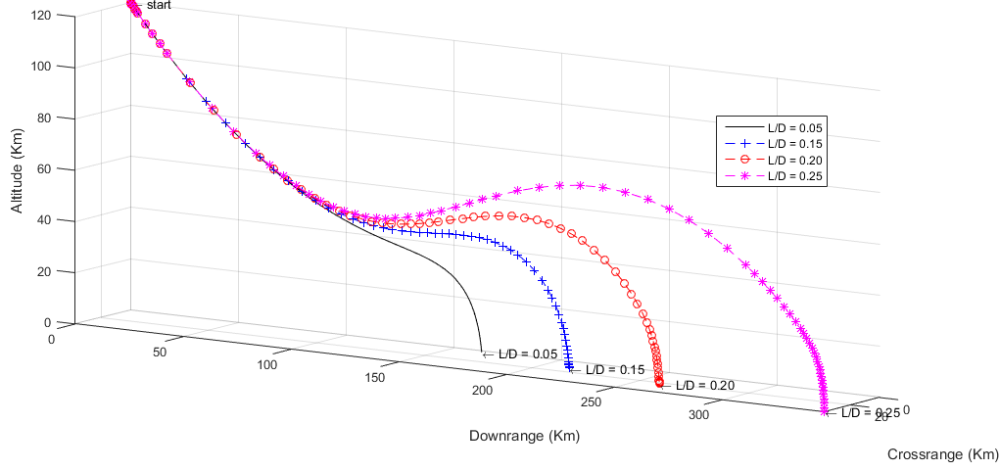 120
start
100
80
60
40
20
0
Altitude (Km)
L/D = 0.05
L/D = 0.15
L/D = 0.20
L/D = 0.25
0
50
100
150
200
250
300
L/D = 0.05
L/D = 0.15
L/D = 0.20
L/D = 0.25
20
0
Downrange (Km)
Crossrange (Km)